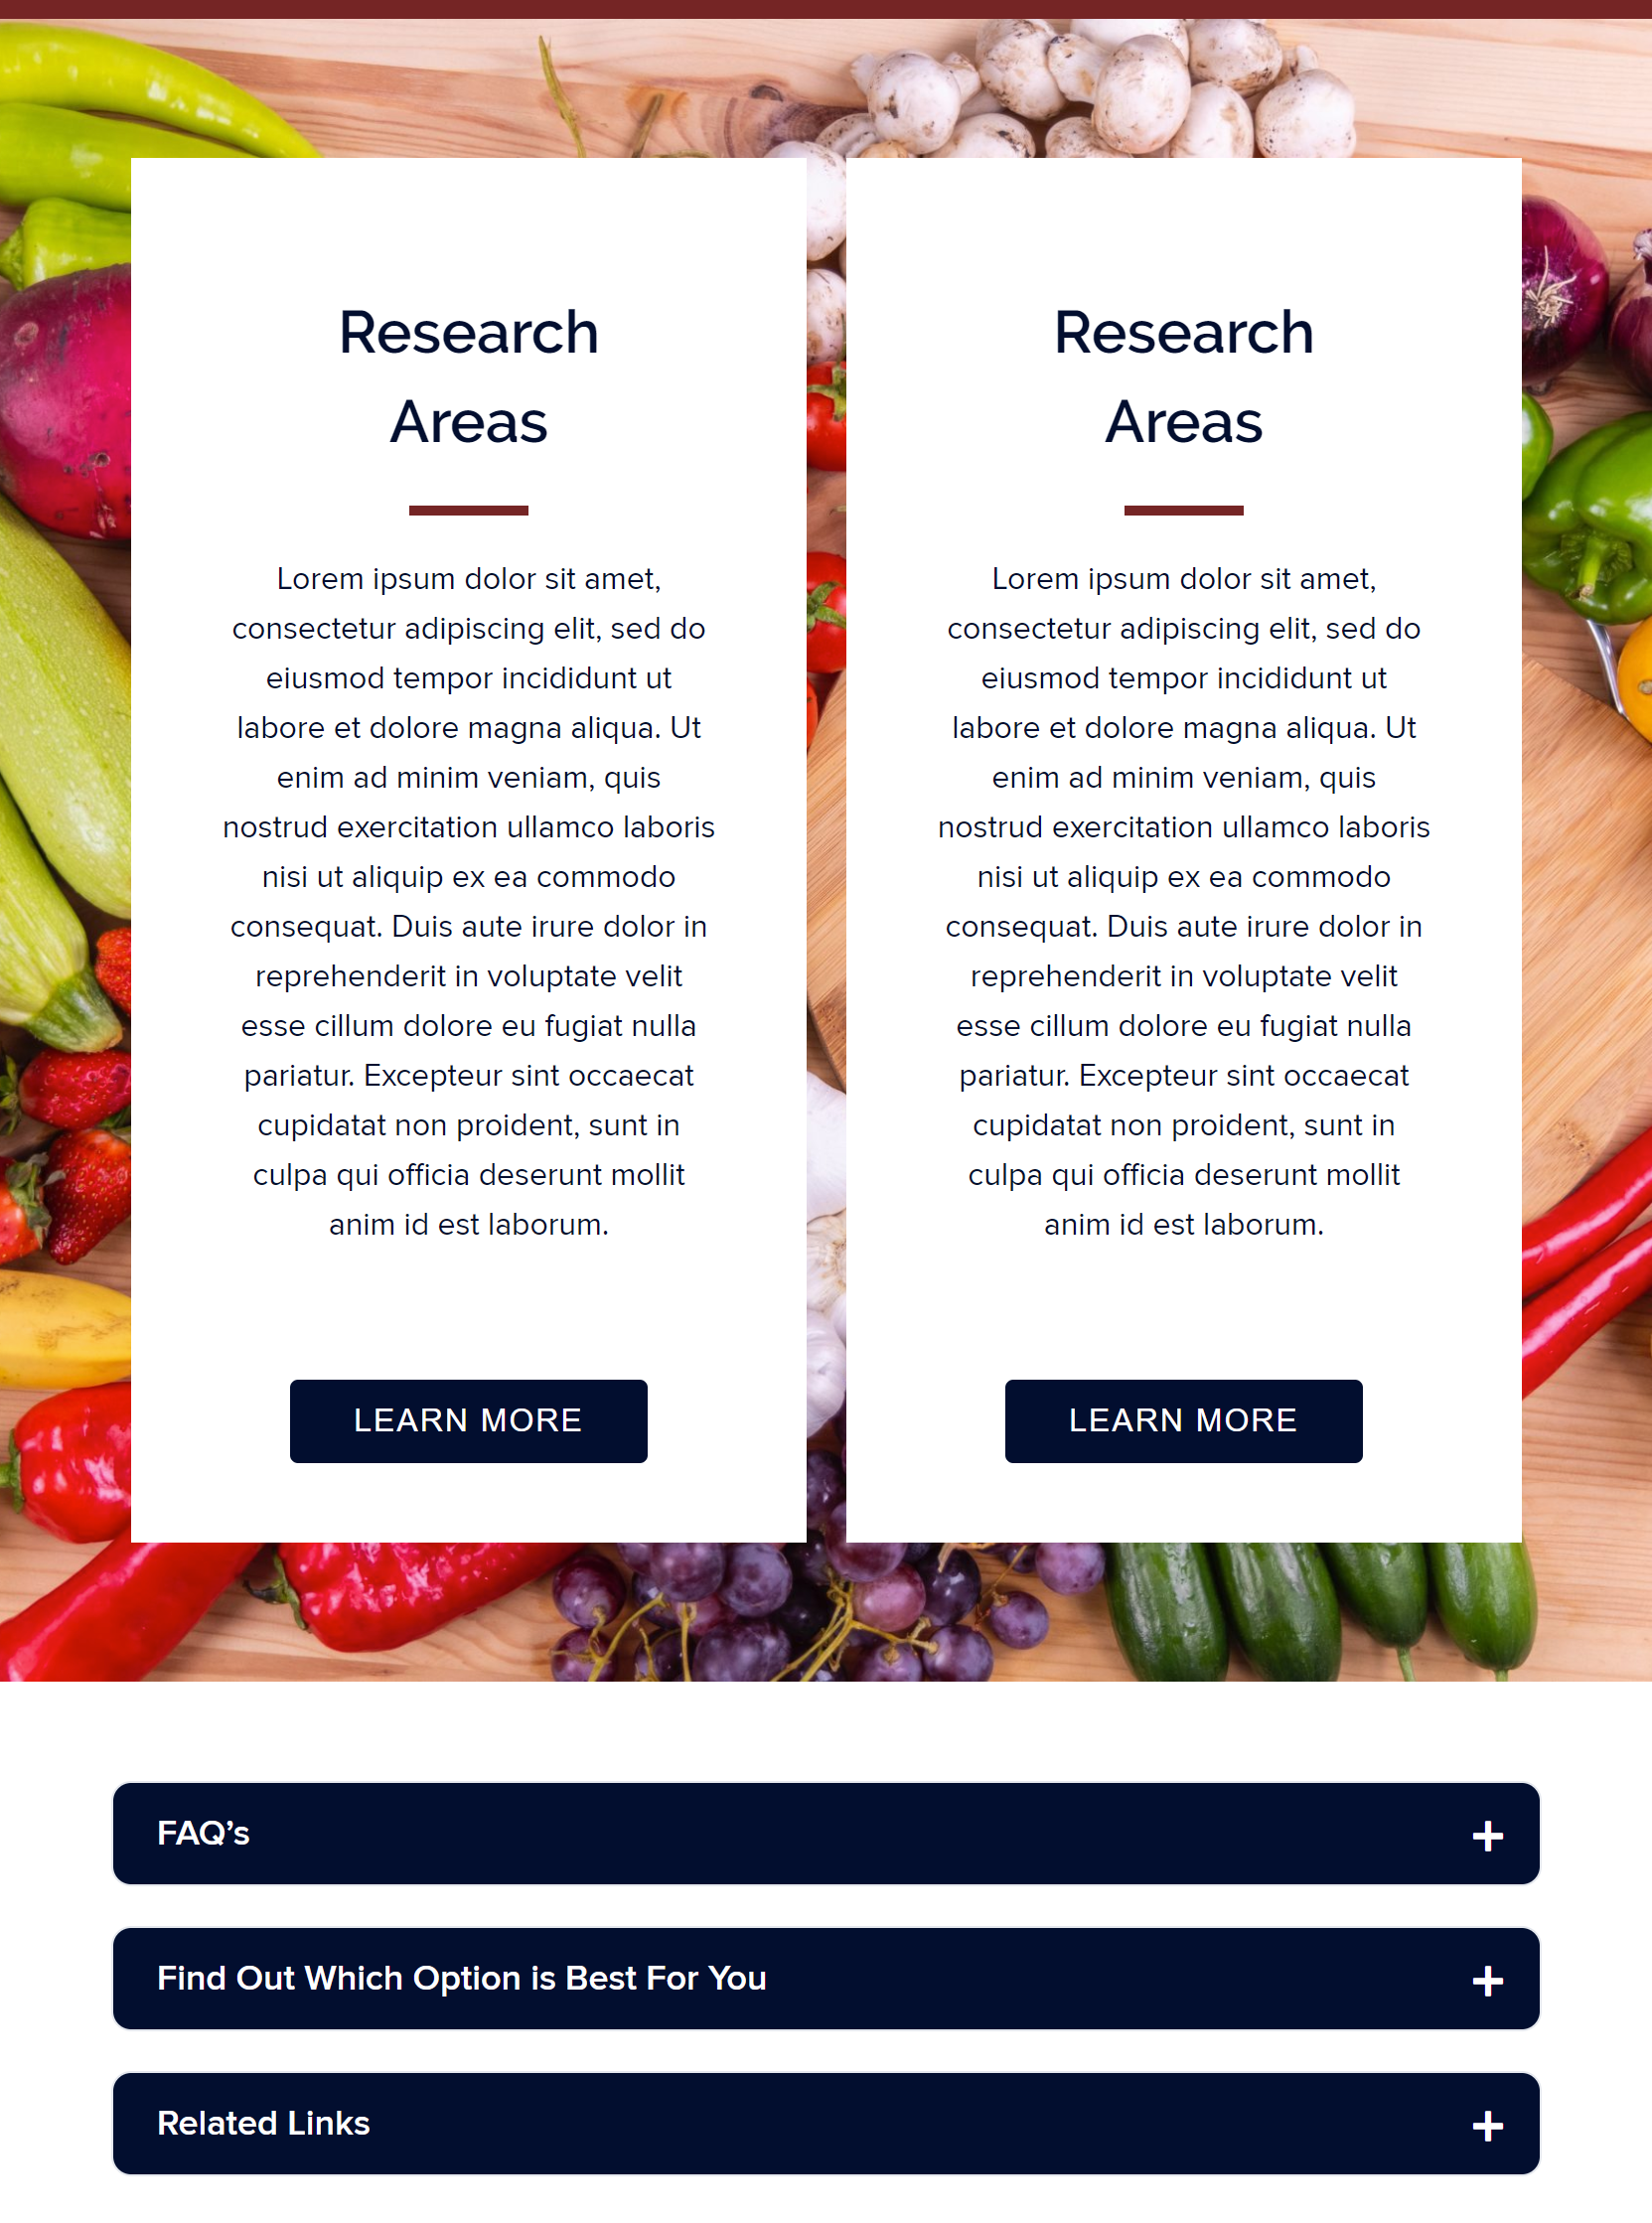 Research
Areas
Lorem ipsum dolor sit amet,
consectetur adipiscing elit, sed do
eiusmod tempor incididunt ut
labore et dolore magna aliqua. Ut
enim ad minim veniam, quis
nostrud exercitation ullamco laboris
nisi ut aliquip ex ea commodo
consequat. Duis aute irure dolor in
reprehenderit in voluptate velit
esse cillum dolore eu fugiat nulla
pariatur. Excepteur sint occaecat
cupidatat non proident, sunt in
culpa qui officia deserunt mollit
anim id est laborum.
LEARN MORE
Research
Areas
Lorem ipsum dolor sit amet,
consectetur adipiscing elit, sed do
eiusmod tempor incididunt ut
labore et dolore magna aliqua. Ut
enim ad minim veniam, quis
nostrud exercitation ullamco laboris
nisi ut aliquip ex ea commodo
consequat. Duis aute irure dolor in
reprehenderit in voluptate velit
esse cillum dolore eu fugiat nulla
pariatur. Excepteur sint occaecat
cupidatat non proident, sunt in
culpa qui officia deserunt mollit
anim id est laborum.
LEARN MORE
FAQ’s
Find Out Which Option is Best For You
Related Links